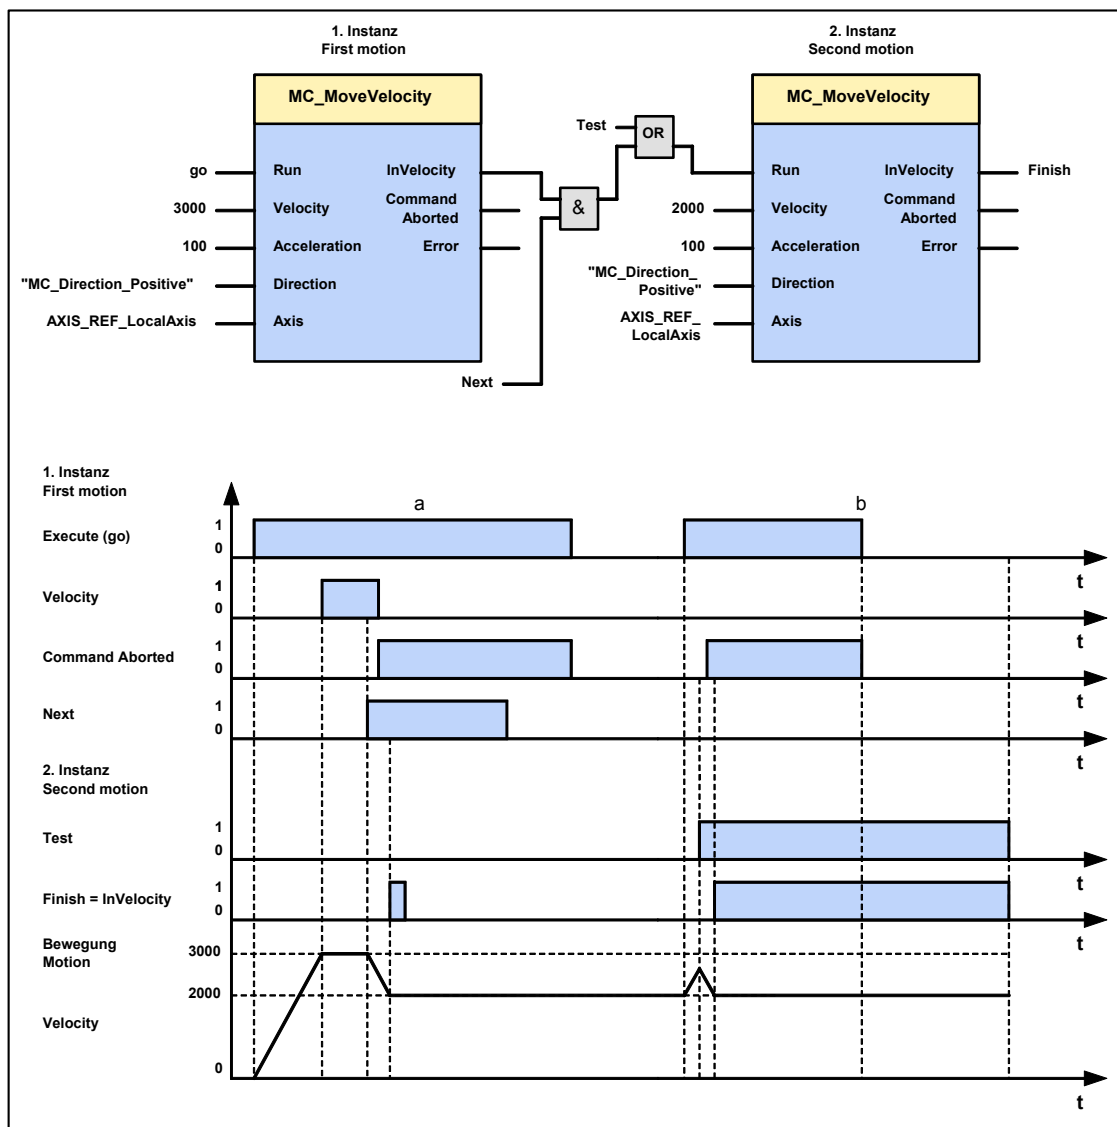 1. Instanz
First motion
2. Instanz
Second motion
MC_MoveVelocity
MC_MoveVelocity
Test
OR
go
Run
InVelocity
Run
InVelocity
Finish
3000
Velocity
Command
Aborted
&
2000
Velocity
Command
Aborted
100
Acceleration
Error
100
Acceleration
Error
"MC_Direction_Positive"
Direction
"MC_Direction_
Positive"
Direction
AXIS_REF_LocalAxis
Axis
AXIS_REF_
LocalAxis
Axis
Next
1. Instanz
First motion
a
b
Execute (go)
1
0
t
Velocity
1
0
t
Command Aborted
1
0
t
Next
1
0
t
2. Instanz
Second motion
Test
1
0
t
Finish = InVelocity
1
0
t
Bewegung
Motion
3000
2000
Velocity
0
t